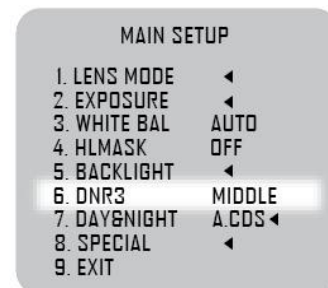 MAIN SETUP
1. LENS MODE ◄
2. EXPOSURE ◄
3. WHITE BAL AUTO
4. HLMASK OFF
5. BACKLIGHT ◄
6. DNR3 MIDDLE
7. DAY&NIGHT A.CDS◄
8. SPECIAL ◄
9. EXIT